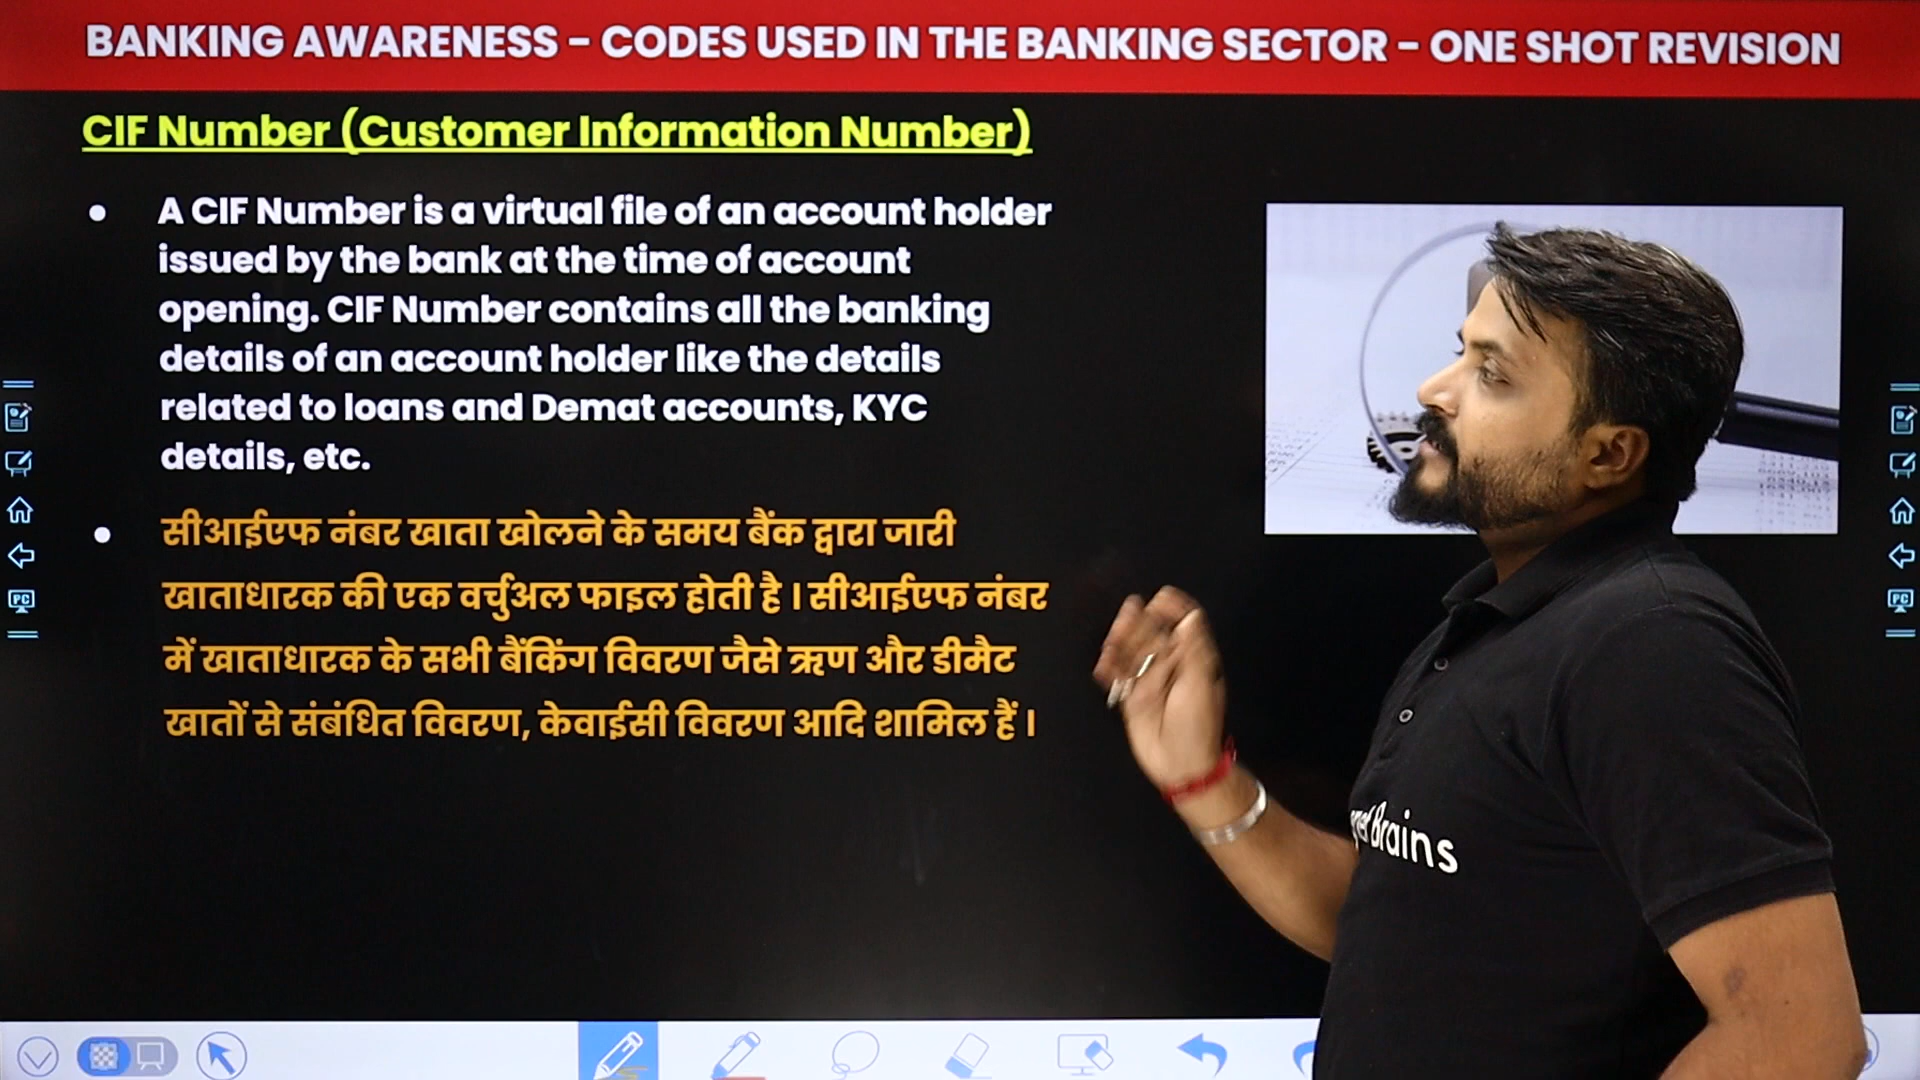 BANKING AWARENESS - CODES USED IN THE BANKING SECTOR - ONE SHOT REVISION
CIF Number (Customer Information Number)
• A CIF Number is a virtual file of an account holder
issued by the bank at the time of account
opening. CIF Number contains all the banking
details of an account holder like the details
related to loans and Demat accounts, KYC
details, etc.
• सीआईएफ नंबर खाता खोलने के समय बैंक द्वारा जारी
खाताधारक की एक वर्चुअल फाइल होती है । सीआईएफ नंबर
में खाताधारक के सभी बैंकिंग विवरण जैसे ऋण और डीमैट
खातों से संबंधित विवरण, केवाईसी विवरण आदि शामिल हैं ।
Brains
PC
PC